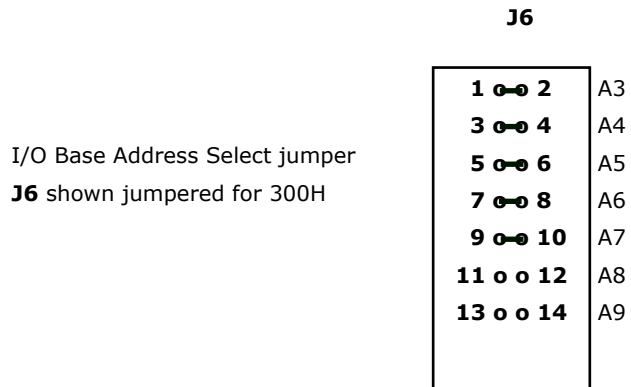 J6
1 o o 2 A3
3 o o 4 A4
I/O Base Address Select jumper
5 o o 6 A5
J6 shown jumpered for 300H
7 o o 8 A6
9 o o 10 A7
11 o o 12 A8
13 o o 14 A9